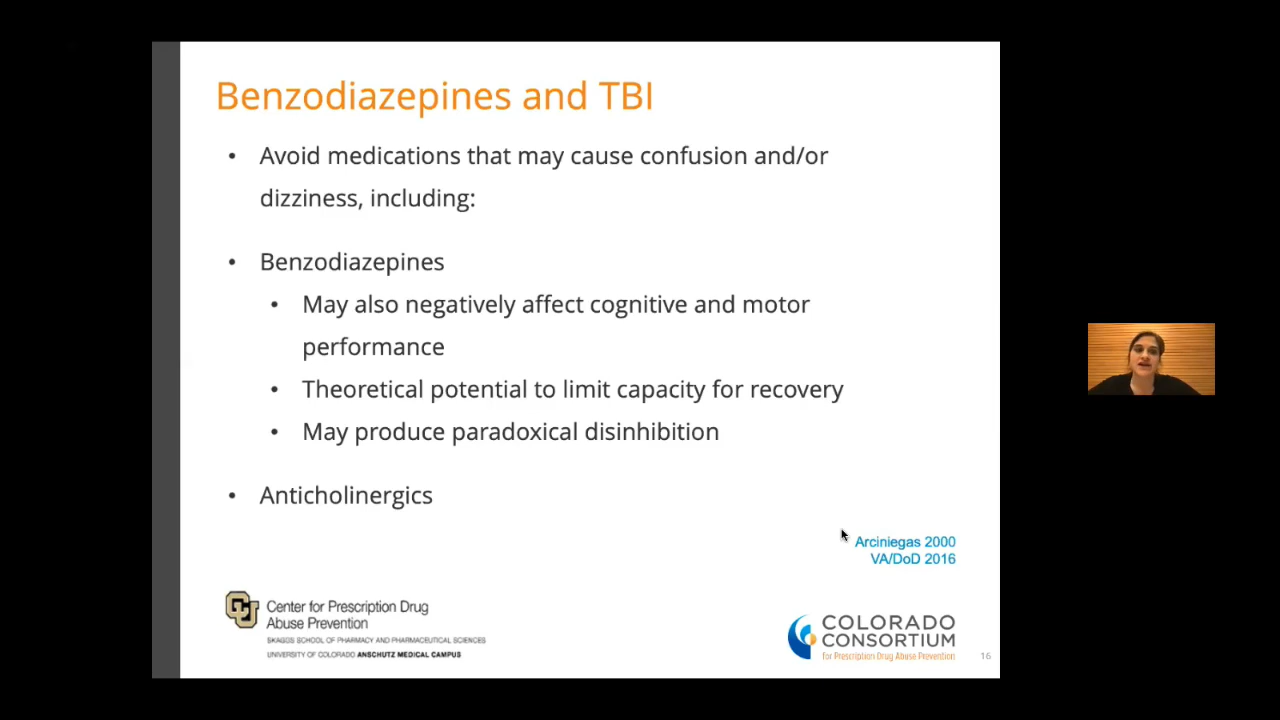 Benzodiazepines and TBI
• Avoid medications that may cause confusion and/or
dizziness, including:
• Benzodiazepines
• May also negatively affect cognitive and motor
performance
• Theoretical potential to limit capacity for recovery
• May produce paradoxical disinhibition
• Anticholinergics
Arciniegas 2000
VA/DoD 2016
CU
Center for Prescription Drug
Abuse Prevention
SKAGGS SCHOOL OF PHARMACY AND PHARMACEUTICAL SCIENCES
UNIVERSITY OF COLORADO ANSCHUTZ MEDICAL CAMPUS
COLORADO
CONSORTIUM
for Prescription Drug Abuse Prevention
16